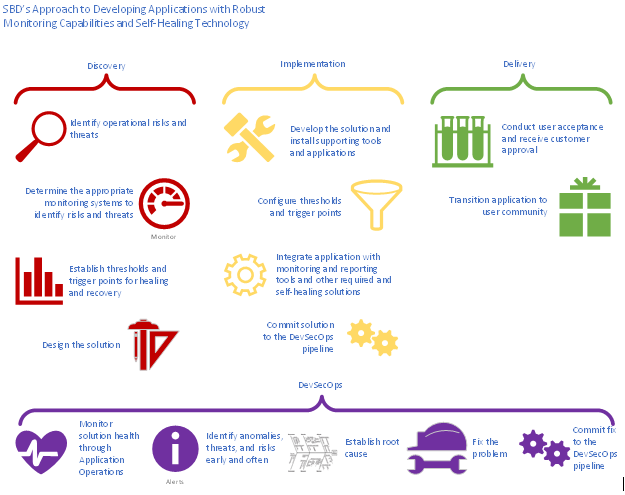 SBD's Approach to Developing Applications with Robust
Monitoring Capabilities and Self-Healing Technology
Discovery
Identify operational risks and
threats
Determine the appropriate
monitoring systems to
identify risks and threats
Monitor
Establish thresholds and
trigger points for healing
and recovery
Design the solution
Implementation
Develop the solution and
install supporting tools
and applications
Configure thresholds
and trigger points
Integrate application with
monitoring and reporting
tools and other required and
self-healing solutions
Commit solution
to the DevSecOps
pipeline
Delivery
Conduct user acceptance
and receive customer
approval
Transition application to
user community
DevSecOps
Monitor
solution health
through
Application
Operations
Alerts
Identify anomalies,
threats, and risks
early and often
Establish root
cause
Fix the
problem
Commit fix
to the
DevSecOps
pipeline